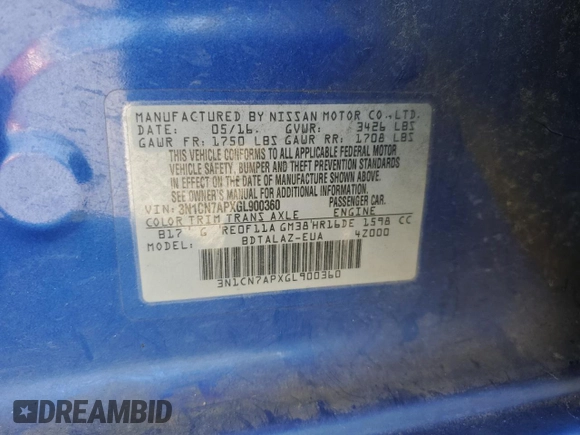 MANUFACTURED BY NISSAN MOTOR CO., LTD.
DATE: 05/16. GVWR: 3426 LBS
GAWR FR: 1750 LBS GAWR RR: 1708 LBS
THIS VEHICLE CONFORMS TO ALL APPLICABLE FEDERAL MOTOR
VEHICLE SAFETY, BUMPER AND THEFT PREVENTION STANDARDS
IN EFFECT ON THE DATE OF MANUFACTURE SHOWN ABOVE.
SEE OWNER'S MANUAL FOR ADDITIONAL INFORMATION.
VIN: 3N1CN7APXGL900360 PASSENGER CAR.
COLOR TRIM TRANS AXLE ENGINE
B17 G RE0F11A GM38 HR16DE 1598 CC
MODEL: BDTALAZ-EUA 4Z000
3N1CN7APXGL900360
DREAMBID